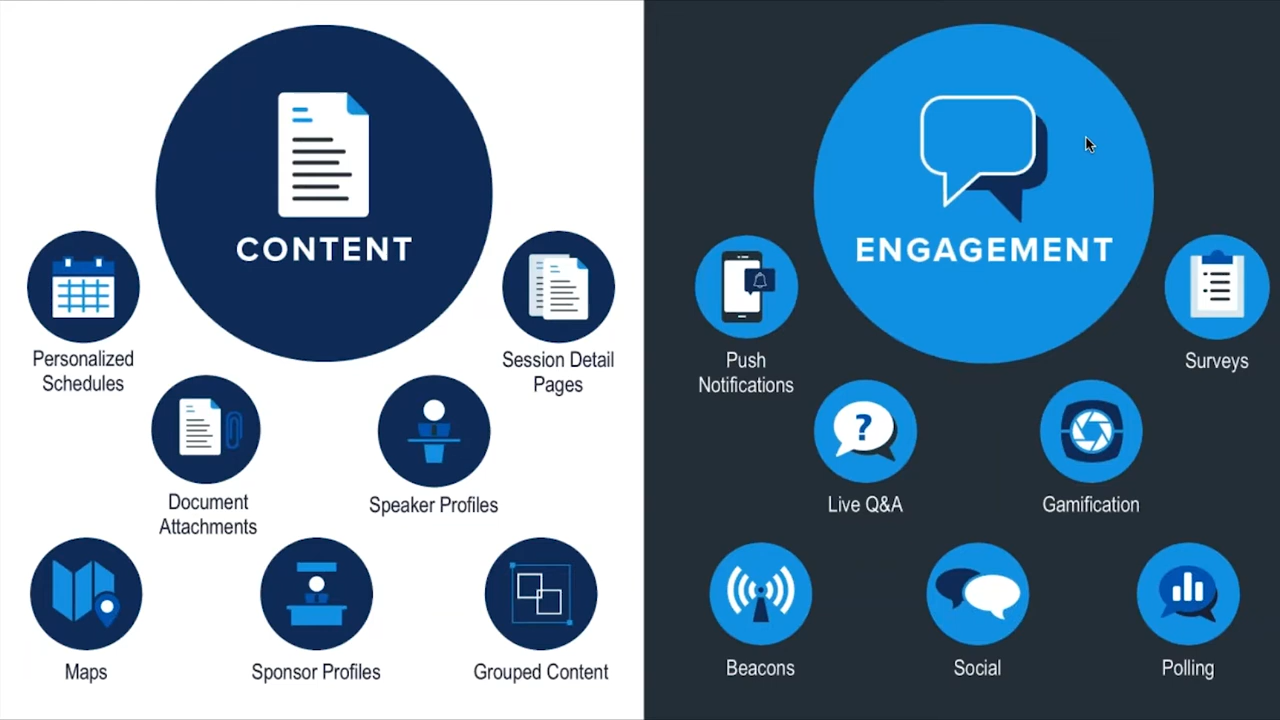 CONTENT
Personalized
Schedules
Session Detail
Pages
Document
Attachments
Speaker Profiles
Maps
Sponsor Profiles
Grouped Content
ENGAGEMENT
Push
Notifications
Surveys
?
Live Q&A
Gamification
Beacons
Social
Polling